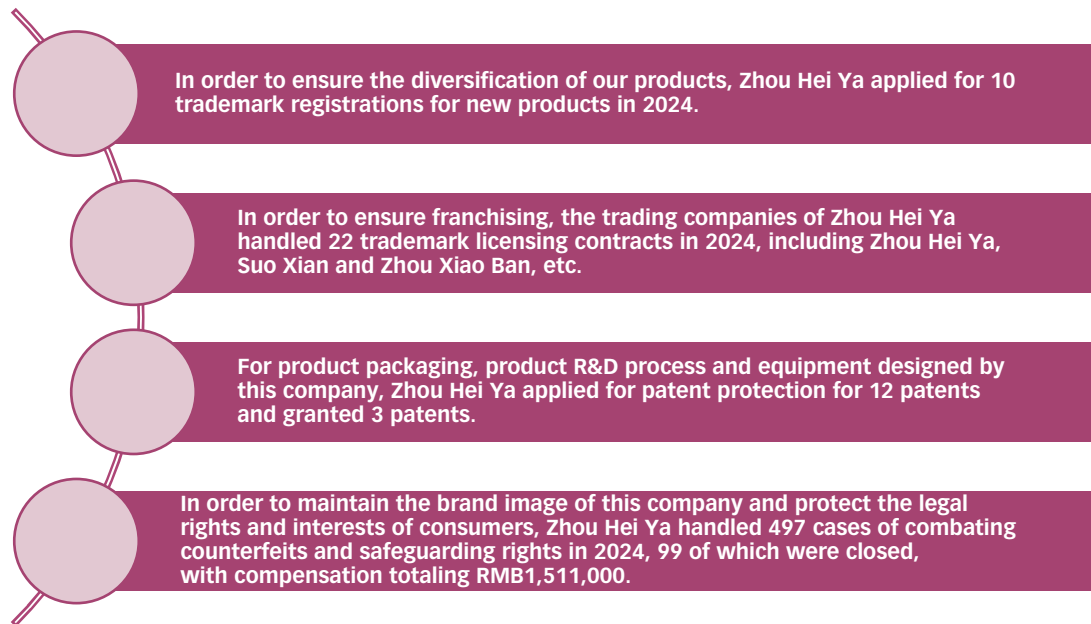 In order to ensure the diversification of our products, Zhou Hei Ya applied for 10
trademark registrations for new products in 2024.
In order to ensure franchising, the trading companies of Zhou Hei Ya
handled 22 trademark licensing contracts in 2024, including Zhou Hei Ya,
Suo Xian and Zhou Xiao Ban, etc.
For product packaging, product R&D process and equipment designed by
this company, Zhou Hei Ya applied for patent protection for 12 patents
and granted 3 patents.
In order to maintain the brand image of this company and protect the legal
rights and interests of consumers, Zhou Hei Ya handled 497 cases of combating
counterfeits and safeguarding rights in 2024, 99 of which were closed,
with compensation totaling RMB1,511,000.